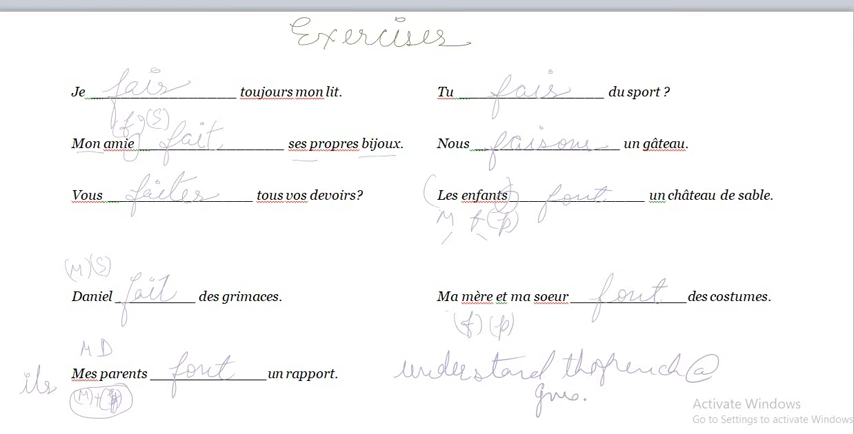 Exercises
Je fais toujours mon lit. Tu fais du sport ?
(f) (S)
Mon amie fait ses propres bijoux. Nous faisons un gâteau.
Vous faites tous vos devoirs? Les enfants font un château de sable.
M f (p)
(M) (S)
Daniel fait des grimaces. Ma mère et ma soeur font des costumes.
(f) (p)
M D
ils Mes parents font un rapport. understand
Activate Windows
Go to Settings to activate Windows